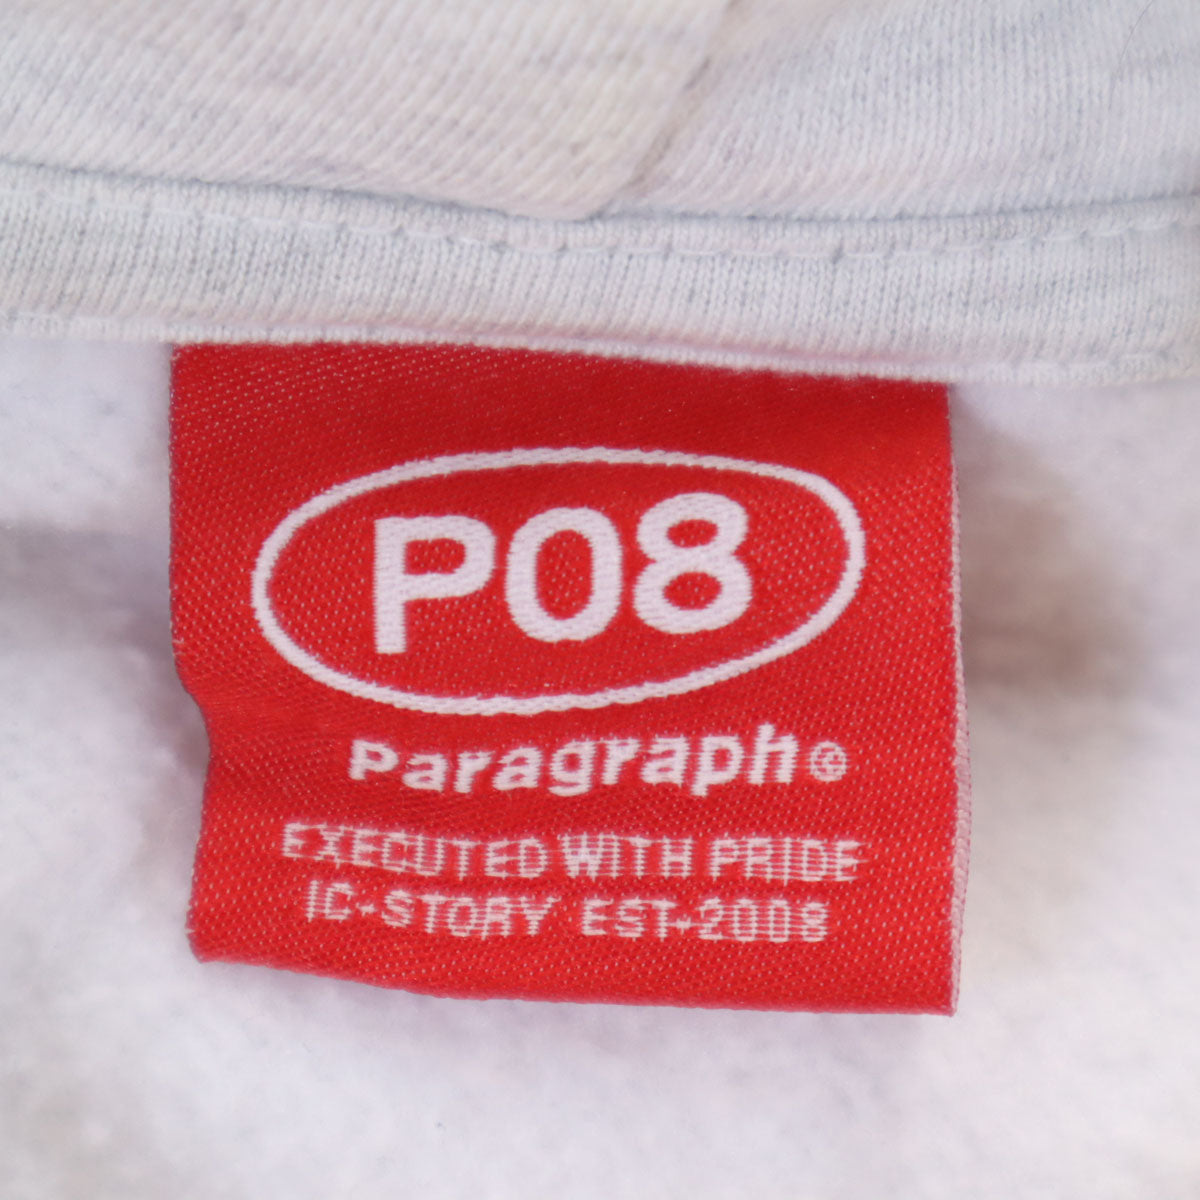 P08
Paragraph©
EXECUTED WITH PRIDE
IC-STORY EST-2008